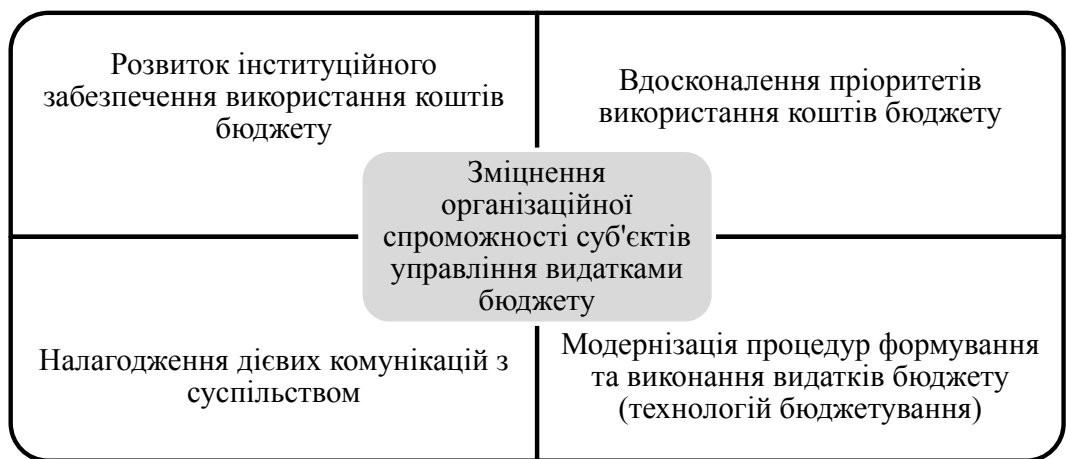 Розвиток інституційного
забезпечення використання коштів
бюджету
Вдосконалення пріоритетів
використання коштів бюджету
Зміцнення
організаційної
спроможності суб'єктів
управління видатками
бюджету
Налагодження дієвих комунікацій з
суспільством
Модернізація процедур формування
та виконання видатків бюджету
(технологій бюджетування)